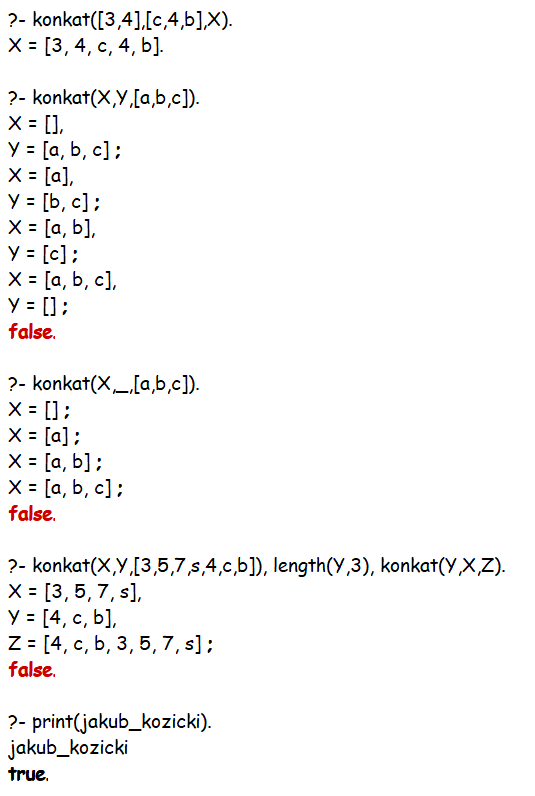 ?- konkat([3,4],[c,4,b],X).
X = [3, 4, c, 4, b].
?- konkat(X,Y,[a,b,c]).
X = [],
Y = [a, b, c] ;
X = [a],
Y = [b, c] ;
X = [a, b],
Y = [c] ;
X = [a, b, c],
Y = [] ;
false.
?- konkat(X,_,[a,b,c]).
X = [] ;
X = [a] ;
X = [a, b] ;
X = [a, b, c] ;
false.
?- konkat(X,Y,[3,5,7,s,4,c,b]), length(Y,3), konkat(Y,X,Z).
X = [3, 5, 7, s],
Y = [4, c, b],
Z = [4, c, b, 3, 5, 7, s] ;
false.
?- print(jakub_kozicki).
jakub_kozicki
true.